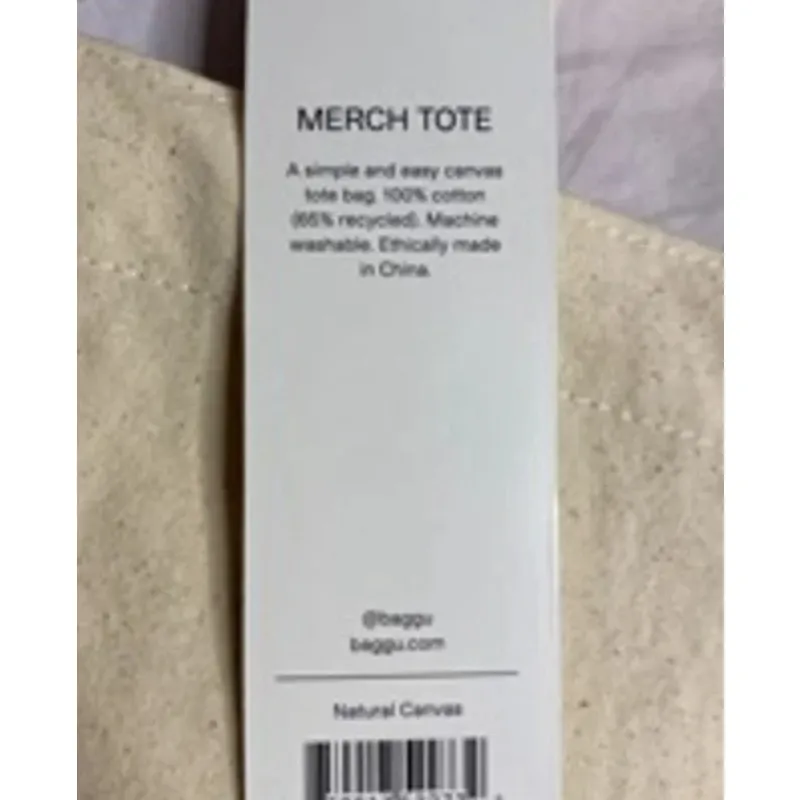 MERCH TOTE
A simple and easy canvas
tote bag. 100% cotton
(65% recycled). Machine
washable. Ethically made
in China.
@baggu
baggu.com
Natural Canvas